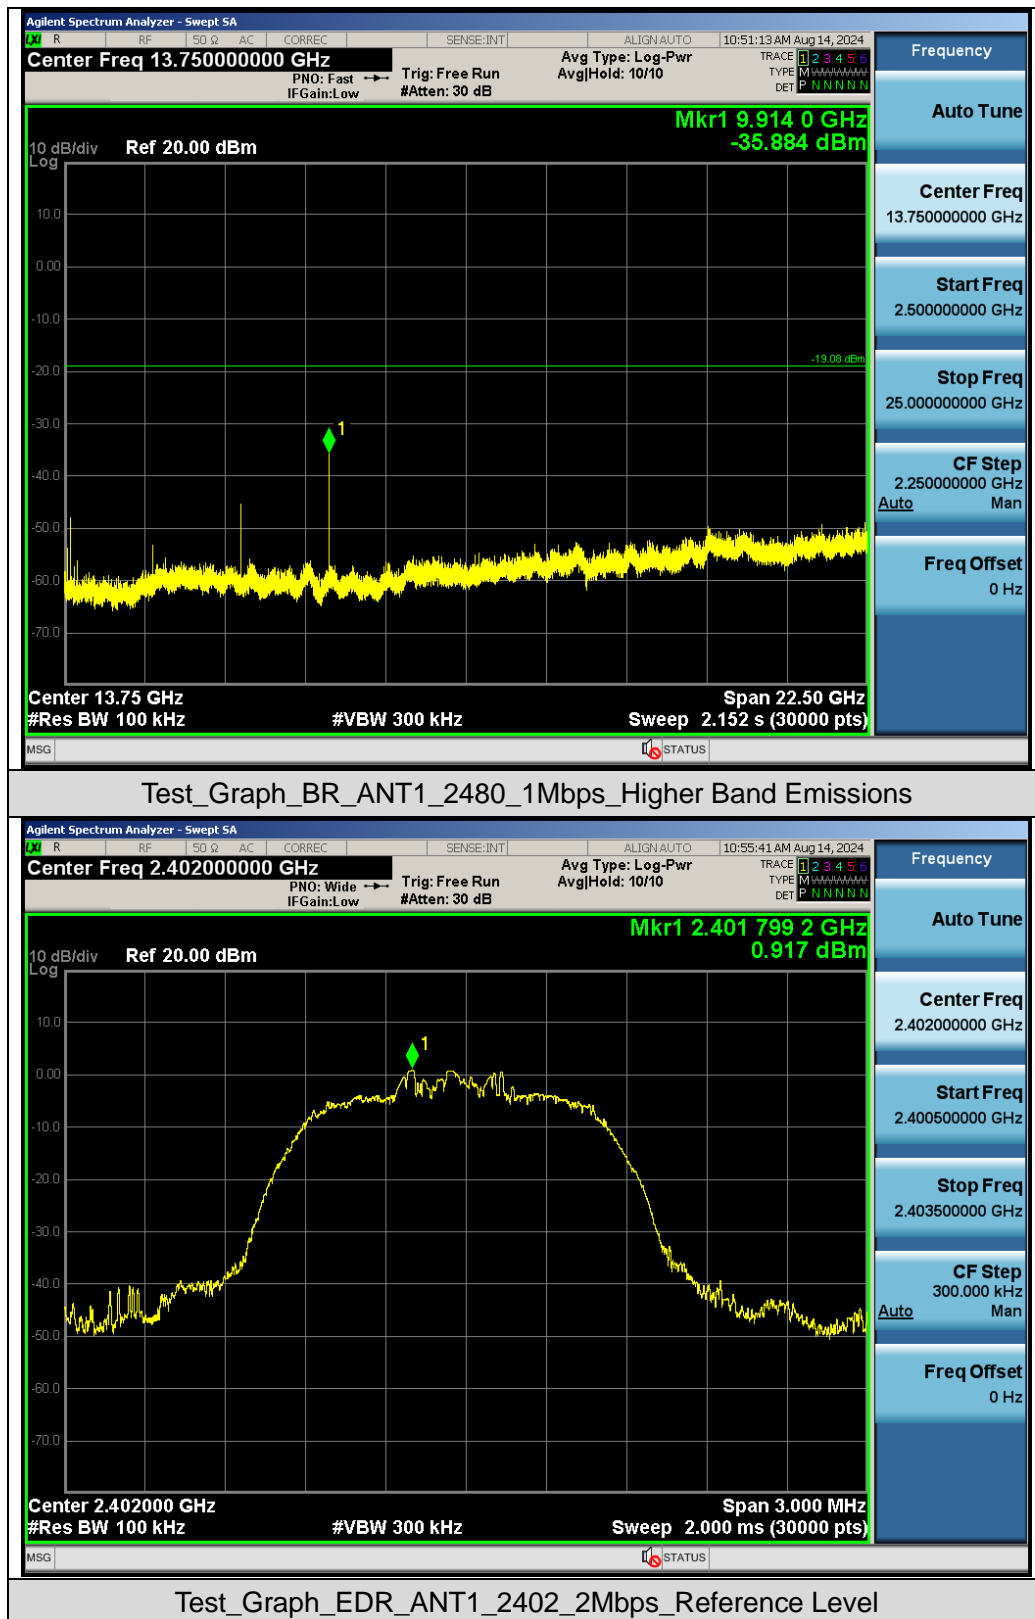 Agilent Spectrum Analyzer - Swept SA
LXI R RF 50 Ω AC CORREC SENSE:INT ALIGN AUTO 10:51:13 AM Aug 14, 2024
Center Freq 13.750000000 GHz
PNO: Fast
IFGain:Low
Trig: Free Run
#Atten: 30 dB
Avg Type: Log-Pwr
Avg|Hold: 10/10
TRACE 1 2 3 4 5 6
TYPE M WWWWW
DET P N N N N N
Mkr1 9.914 0 GHz
-35.884 dBm
10 dB/div Ref 20.00 dBm
Log
10.0
0.00
-10.0
-19.08 dBm
-20.0
-30.0
1
-40.0
-50.0
-60.0
-70.0
Center 13.75 GHz Span 22.50 GHz
#Res BW 100 kHz #VBW 300 kHz Sweep 2.152 s (30000 pts)
MSG STATUS
Frequency
Auto Tune
Center Freq
13.750000000 GHz
Start Freq
2.500000000 GHz
Stop Freq
25.000000000 GHz
CF Step
2.250000000 GHz
Auto Man
Freq Offset
0 Hz
Test_Graph_BR_ANT1_2480_1Mbps_Higher Band Emissions
Agilent Spectrum Analyzer - Swept SA
LXI R RF 50 Ω AC CORREC SENSE:INT ALIGN AUTO 10:55:41 AM Aug 14, 2024
Center Freq 2.402000000 GHz
PNO: Wide
IFGain:Low
Trig: Free Run
#Atten: 30 dB
Avg Type: Log-Pwr
Avg|Hold: 10/10
TRACE 1 2 3 4 5 6
TYPE M WWWWW
DET P N N N N N
Mkr1 2.401 799 2 GHz
0.917 dBm
10 dB/div Ref 20.00 dBm
Log
10.0
1
0.00
-10.0
-20.0
-30.0
-40.0
-50.0
-60.0
-70.0
Center 2.402000 GHz Span 3.000 MHz
#Res BW 100 kHz #VBW 300 kHz Sweep 2.000 ms (30000 pts)
MSG STATUS
Frequency
Auto Tune
Center Freq
2.402000000 GHz
Start Freq
2.400500000 GHz
Stop Freq
2.403500000 GHz
CF Step
300.000 kHz
Auto Man
Freq Offset
0 Hz
Test_Graph_EDR_ANT1_2402_2Mbps_Reference Level